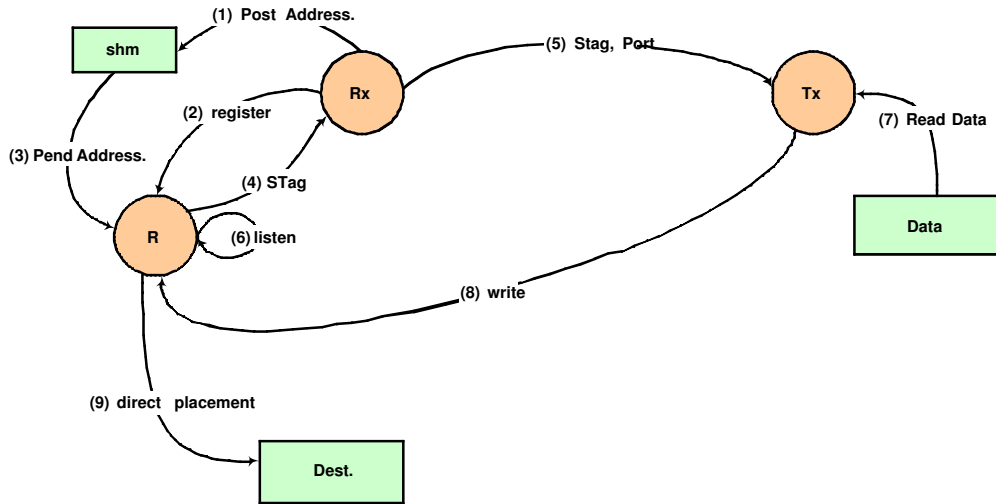 (1) Post Address.
shm
(5) Stag, Port
Rx
Tx
(2) register
(7) Read Data
(3) Pend Address.
(4) STag
R
(6) listen
Data
(8) write
(9) direct placement
Dest.